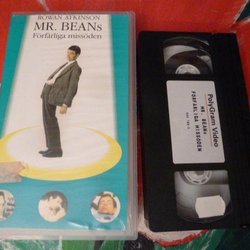 ROWAN ATKINSON
MR. BEANs
Förfärliga missöden
PolyGram Video
MR. BEANs
FÖRFÄRLIGA MISSÖDEN